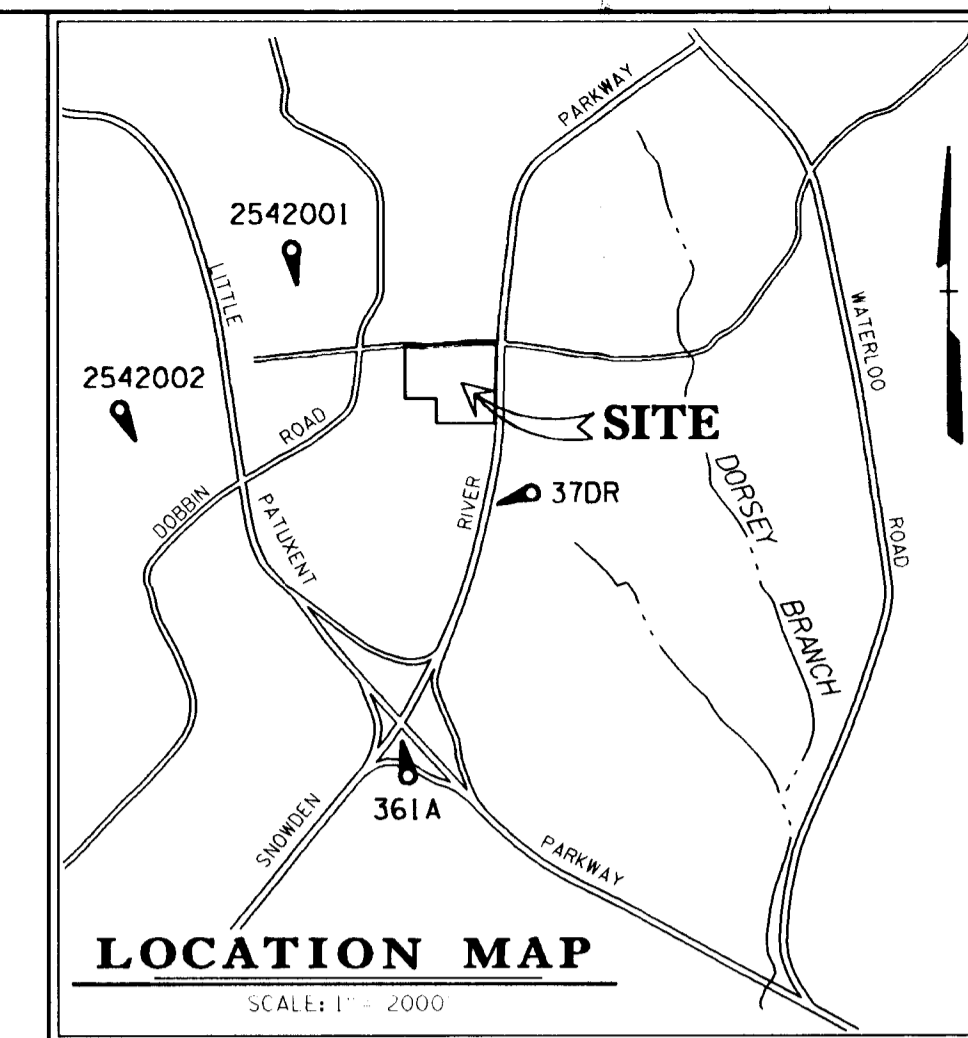 PARKWAY
2542001
LITTLE
WATERLOO
2542002
SITE
ROAD
DOBBIN
PATUXENT
RIVER
37DR
DORSEY
BRANCH
ROAD
361A
SNOWDEN
PARKWAY
LOCATION MAP
SCALE: 1" = 2000'